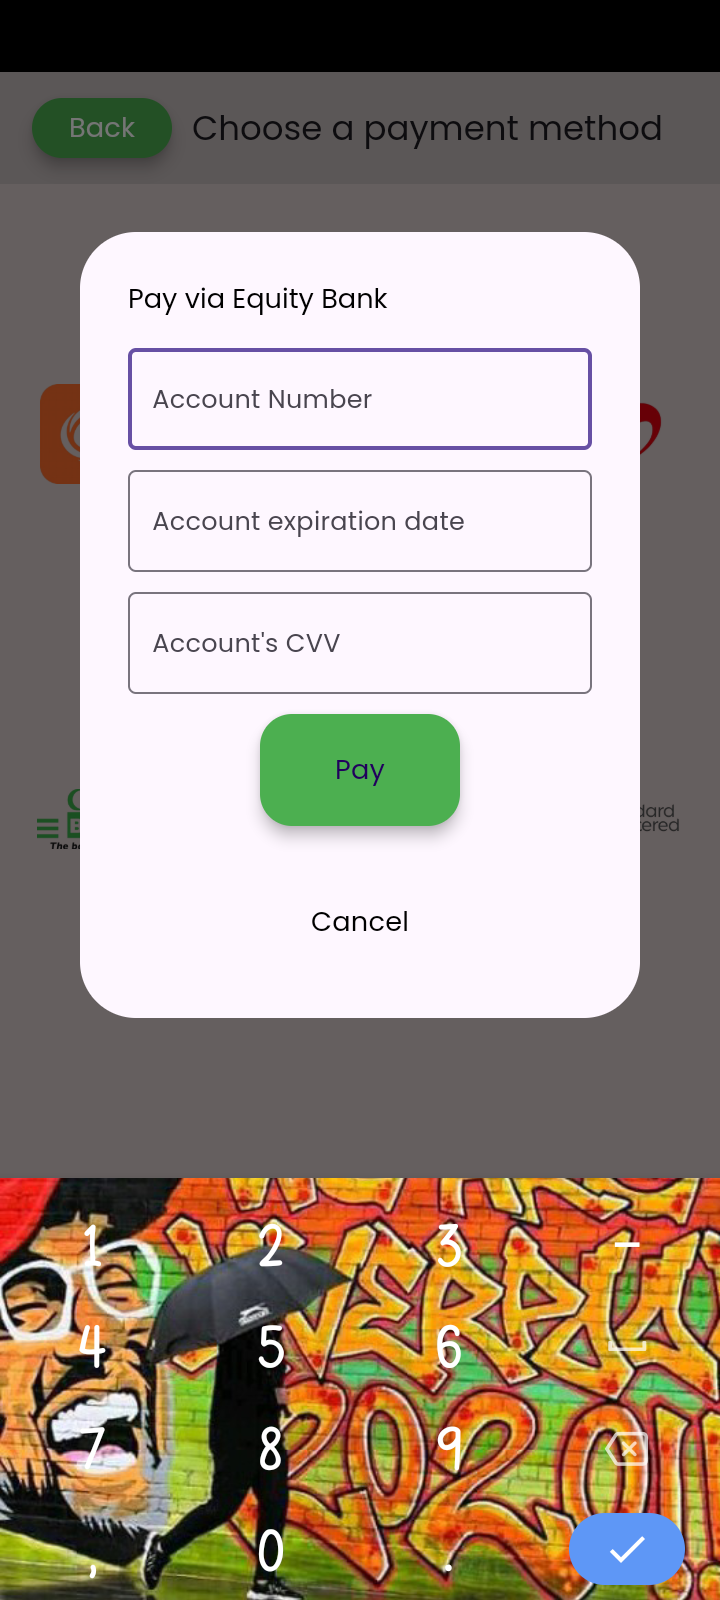 Back
Choose a payment method
Pay via Equity Bank
Account Number
Account expiration date
Account's CVV
Pay
The
Cancel
1 2 3 –
4 5 6
7 8 9
, 0 .